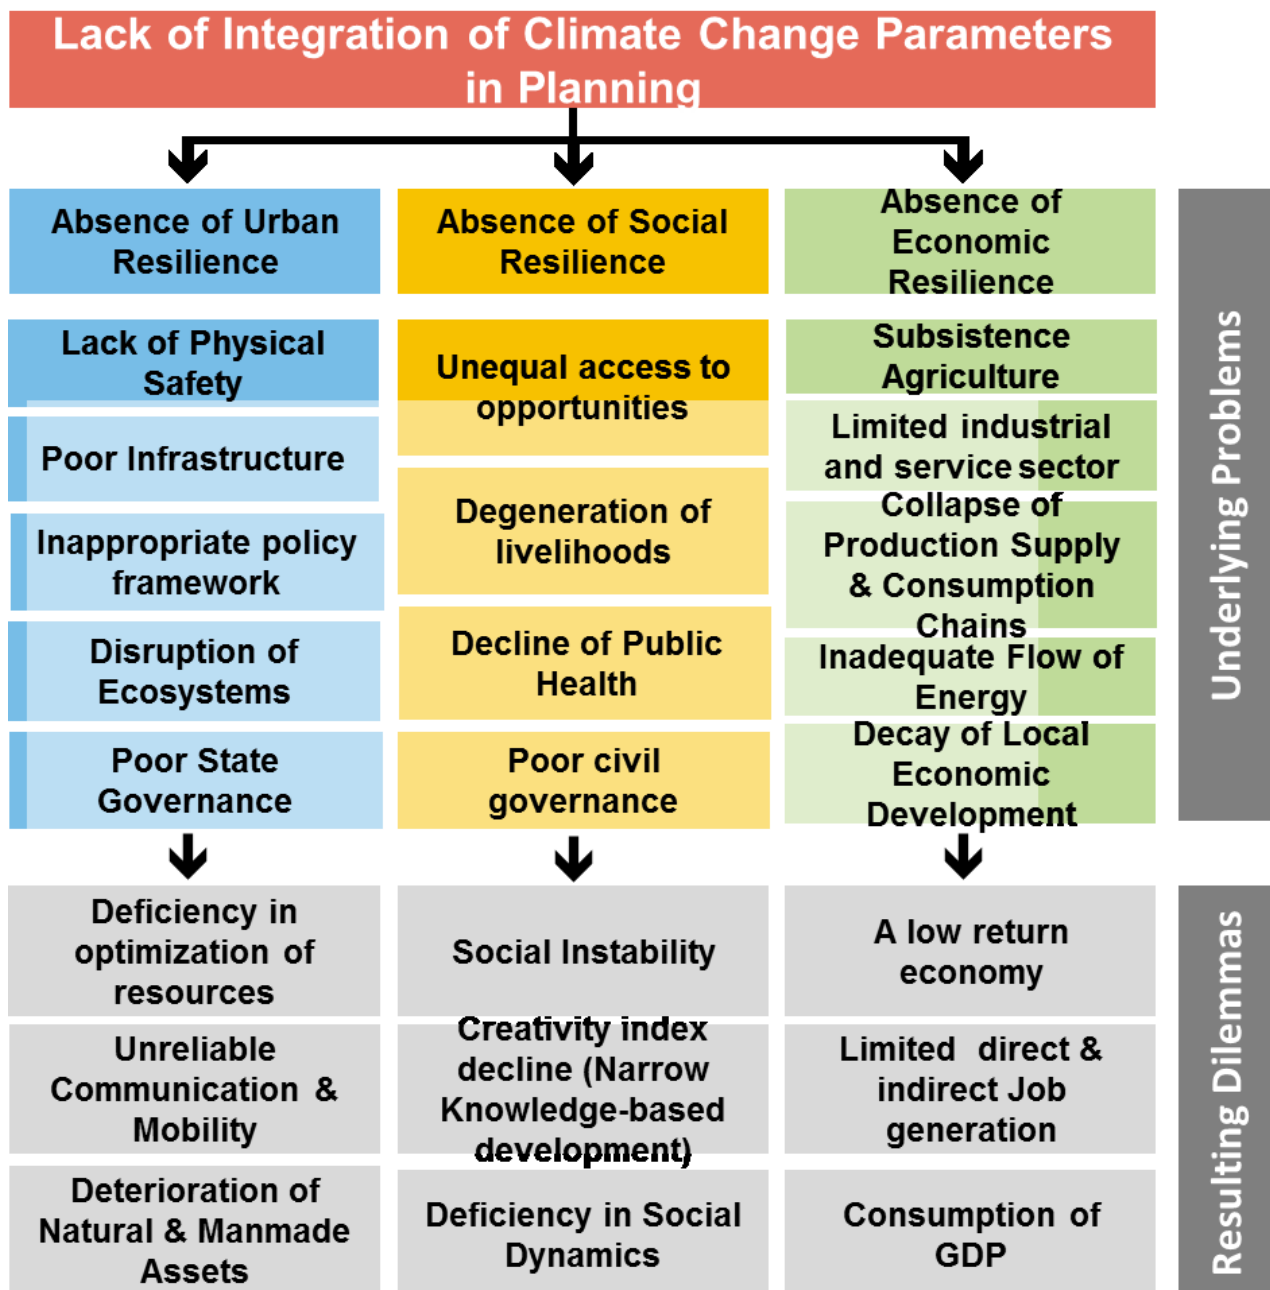 Lack of Integration of Climate Change Parameters
in Planning
Absence of Urban
Resilience
Absence of Social
Resilience
Absence of
Economic
Resilience
Lack of Physical
Safety
Poor Infrastructure
Inappropriate policy
framework
Disruption of
Ecosystems
Poor State
Governance
Unequal access to
opportunities
Degeneration of
livelihoods
Decline of Public
Health
Poor civil
governance
Subsistence
Agriculture
Limited industrial
and service sector
Collapse of
Production Supply
& Consumption
Chains
Inadequate Flow of
Energy
Decay of Local
Economic
Development
Underlying Problems
Deficiency in
optimization of
resources
Unreliable
Communication &
Mobility
Deterioration of
Natural & Manmade
Assets
Social Instability
Creativity index
decline (Narrow
Knowledge-based
development)
Deficiency in Social
Dynamics
A low return
economy
Limited direct &
indirect Job
generation
Consumption of
GDP
Resulting Dilemmas